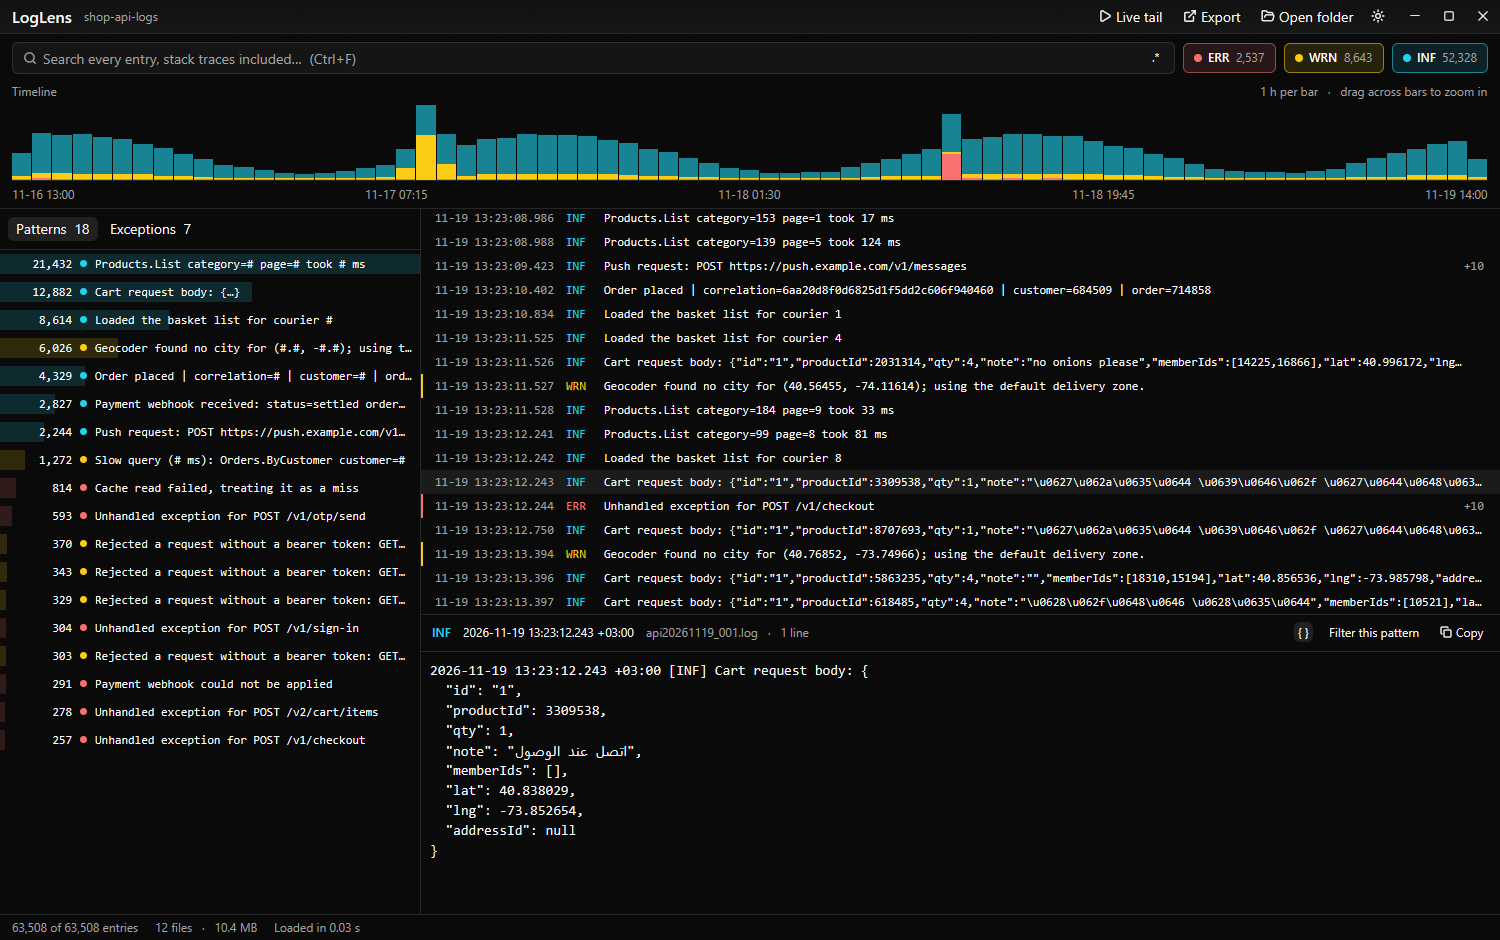 LogLens shop-api-logs Live tail Export Open folder
Search every entry, stack traces included... (Ctrl+F) .* ERR 2,537 WRN 8,643 INF 52,328
Timeline 1 h per bar · drag across bars to zoom in
11-16 13:00 11-17 07:15 11-18 01:30 11-18 19:45 11-19 14:00
Patterns 18 Exceptions 7
21,432 Products.List category=# page=# took # ms
12,882 Cart request body: {…}
8,614 Loaded the basket list for courier #
6,026 Geocoder found no city for (#.#, -#.#); using t…
4,329 Order placed | correlation=# | customer=# | ord…
2,827 Payment webhook received: status=settled order…
2,244 Push request: POST https://push.example.com/v1…
1,272 Slow query (# ms): Orders.ByCustomer customer=#
814 Cache read failed, treating it as a miss
593 Unhandled exception for POST /v1/otp/send
370 Rejected a request without a bearer token: GET…
343 Rejected a request without a bearer token: GET…
329 Rejected a request without a bearer token: GET…
304 Unhandled exception for POST /v1/sign-in
303 Rejected a request without a bearer token: GET…
291 Payment webhook could not be applied
278 Unhandled exception for POST /v2/cart/items
257 Unhandled exception for POST /v1/checkout
11-19 13:23:08.986 INF Products.List category=153 page=1 took 17 ms
11-19 13:23:08.988 INF Products.List category=139 page=5 took 124 ms
11-19 13:23:09.423 INF Push request: POST https://push.example.com/v1/messages +10
11-19 13:23:10.402 INF Order placed | correlation=6aa20d8f0d6825d1f5dd2c606f940460 | customer=684509 | order=714858
11-19 13:23:10.834 INF Loaded the basket list for courier 1
11-19 13:23:11.525 INF Loaded the basket list for courier 4
11-19 13:23:11.526 INF Cart request body: {"id":"1","productId":2031314,"qty":4,"note":"no onions please","memberIds":[14225,16866],"lat":40.996172,"lng…
11-19 13:23:11.527 WRN Geocoder found no city for (40.56455, -74.11614); using the default delivery zone.
11-19 13:23:11.528 INF Products.List category=184 page=9 took 33 ms
11-19 13:23:12.241 INF Products.List category=99 page=8 took 81 ms
11-19 13:23:12.242 INF Loaded the basket list for courier 8
11-19 13:23:12.243 INF Cart request body: {"id":"1","productId":3309538,"qty":1,"note":"\u0627\u062a\u0635\u0644 \u0639\u0646\u062f \u0627\u0644\u0648\u063…
11-19 13:23:12.244 ERR Unhandled exception for POST /v1/checkout +10
11-19 13:23:12.750 INF Cart request body: {"id":"1","productId":8707693,"qty":1,"note":"\u0627\u062a\u0635\u0644 \u0639\u0646\u062f \u0627\u0644\u0648\u063…
11-19 13:23:13.394 WRN Geocoder found no city for (40.76852, -73.74966); using the default delivery zone.
11-19 13:23:13.396 INF Cart request body: {"id":"1","productId":5863235,"qty":4,"note":"","memberIds":[18310,15194],"lat":40.856536,"lng":-73.985798,"addre…
11-19 13:23:13.397 INF Cart request body: {"id":"1","productId":618485,"qty":4,"note":"\u0628\u062f\u0648\u0646 \u0628\u0635\u0644","memberIds":[10521],"la…
INF 2026-11-19 13:23:12.243 +03:00 api20261119_001.log · 1 line {} Filter this pattern Copy
2026-11-19 13:23:12.243 +03:00 [INF] Cart request body: {
"id": "1",
"productId": 3309538,
"qty": 1,
"note": "اتصل عند الوصول",
"memberIds": [],
"lat": 40.838029,
"lng": -73.852654,
"addressId": null
}
63,508 of 63,508 entries 12 files · 10.4 MB Loaded in 0.03 s